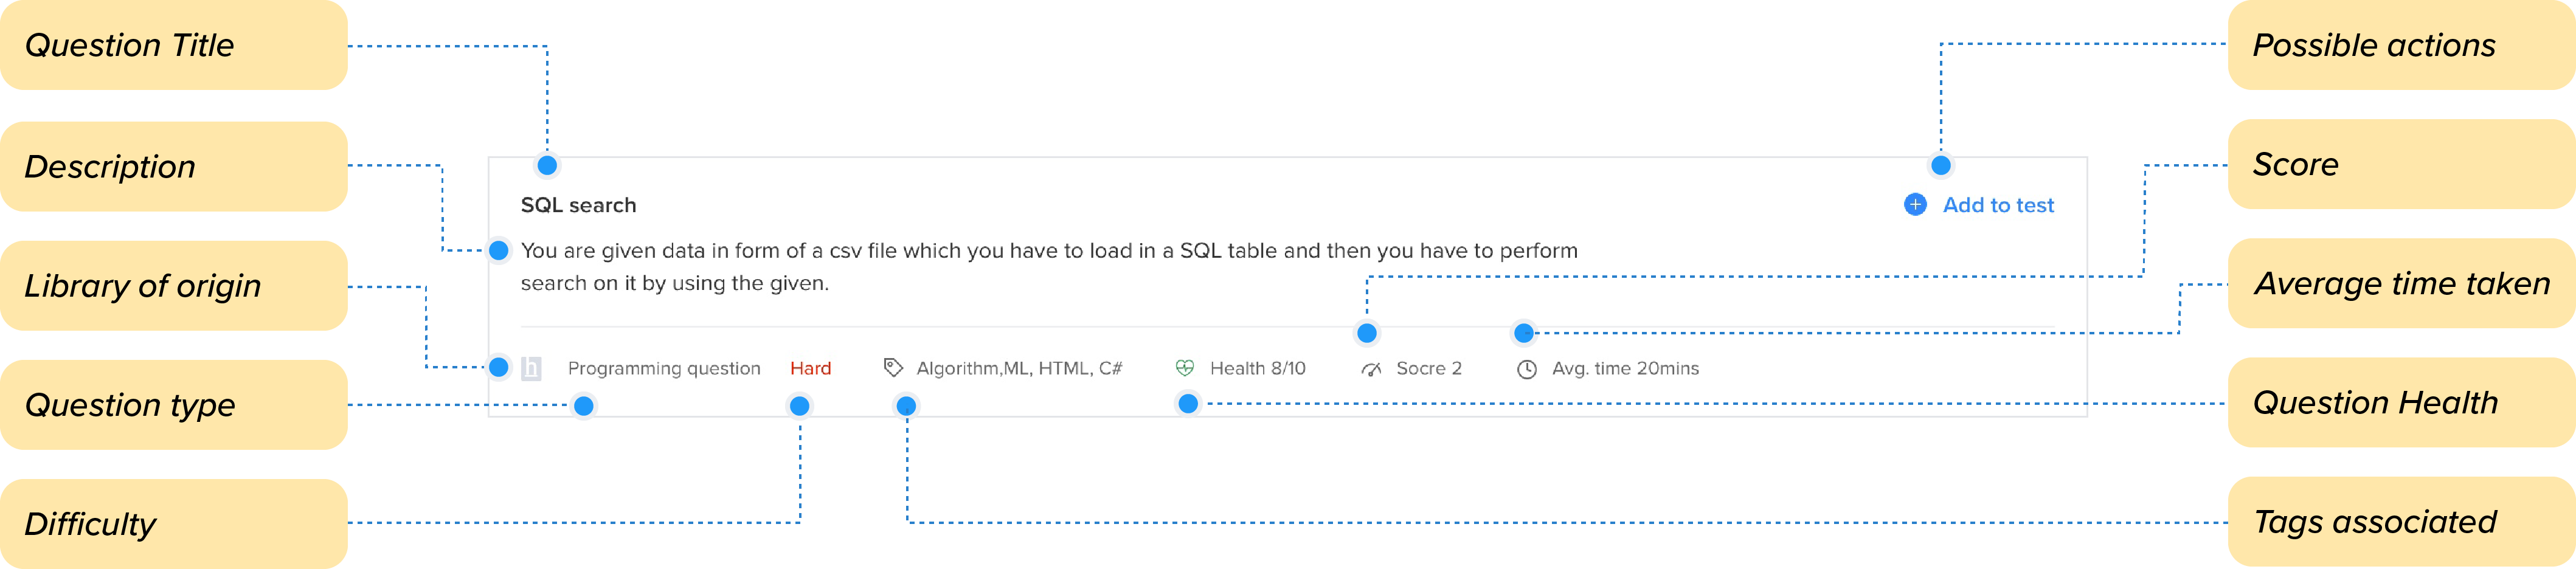 Question Title
Description
Library of origin
Question type
Difficulty
SQL search
Add to test
You are given data in form of a csv file which you have to load in a SQL table and then you have to perform
search on it by using the given.
h Programming question Hard Algorithm,ML, HTML, C# Health 8/10 Socre 2 Avg. time 20mins
Possible actions
Score
Average time taken
Question Health
Tags associated